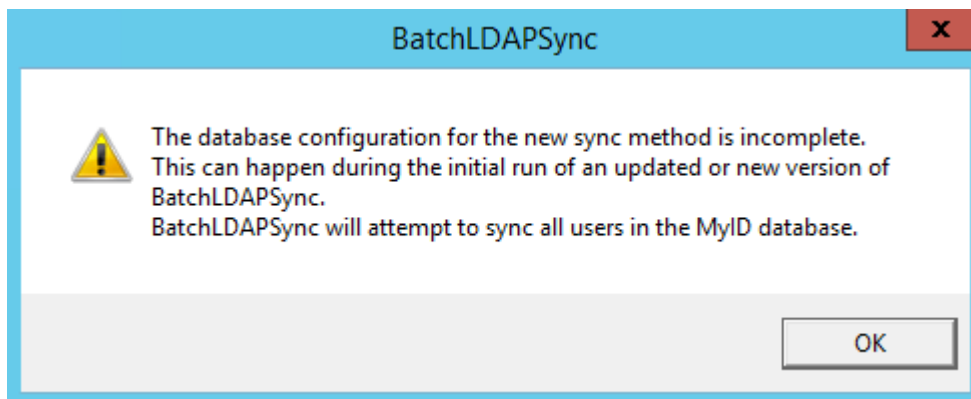 BatchLDAPSync
x
The database configuration for the new sync method is incomplete.
This can happen during the initial run of an updated or new version of
BatchLDAPSync.
BatchLDAPSync will attempt to sync all users in the MyID database.
OK